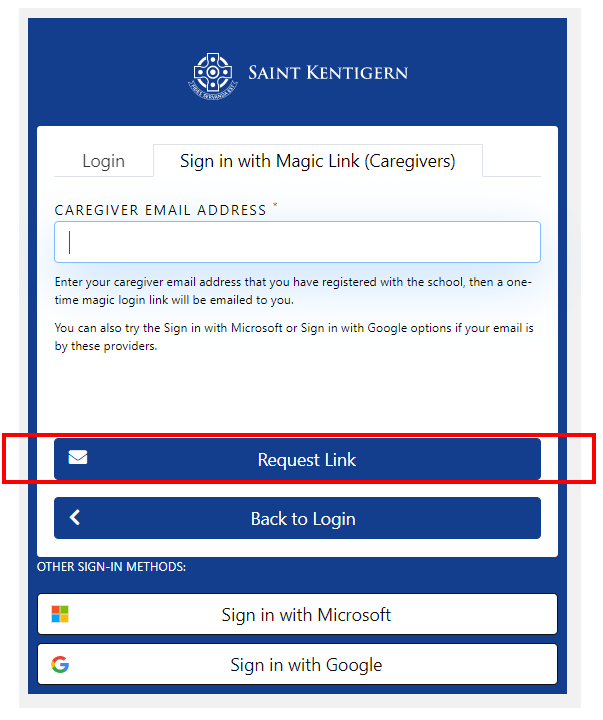 SAINT KENTIGERN
Login
Sign in with Magic Link (Caregivers)
CAREGIVER EMAIL ADDRESS *
Enter your caregiver email address that you have registered with the school, then a one-
time magic login link will be emailed to you.
You can also try the Sign in with Microsoft or Sign in with Google options if your email is
by these providers.
Request Link
Back to Login
OTHER SIGN-IN METHODS:
Sign in with Microsoft
Sign in with Google